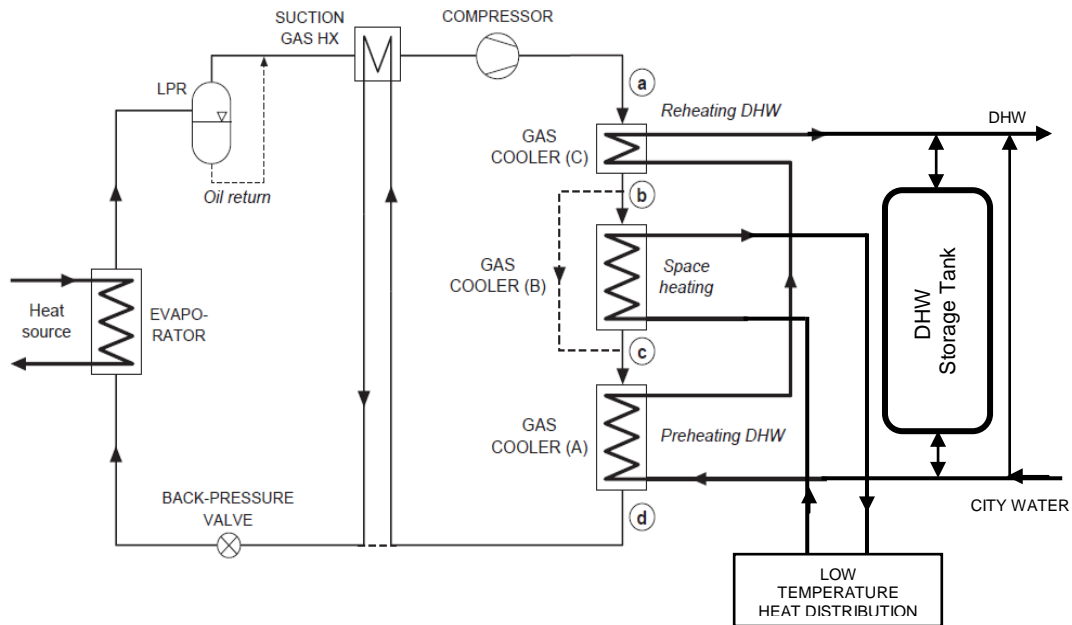 SUCTION
GAS HX
COMPRESSOR
LPR
Oil return
a
Reheating DHW
DHW
GAS
COOLER (C)
b
GAS
COOLER (B)
Space
heating
DHW
Storage Tank
Heat
source
EVAPO-
RATOR
c
GAS
COOLER (A)
Preheating DHW
CITY WATER
BACK-PRESSURE
VALVE
d
LOW
TEMPERATURE
HEAT DISTRIBUTION